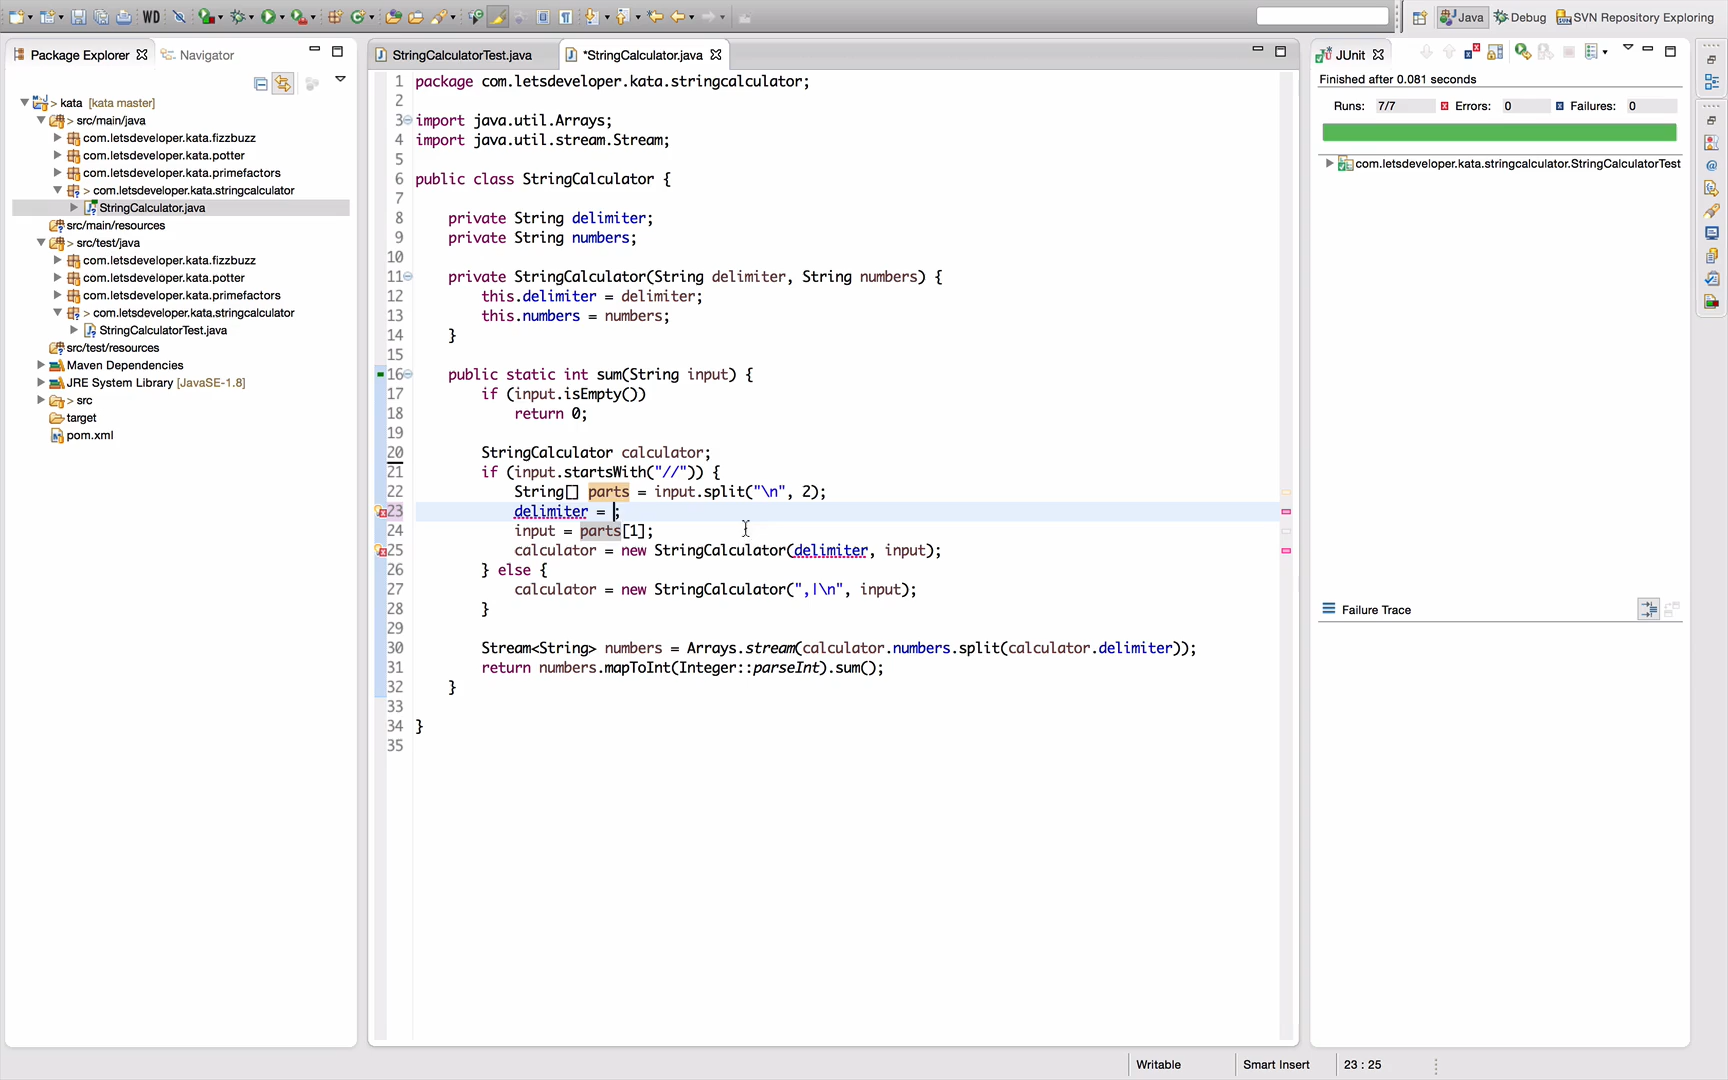 WD
Java
Debug
SVN Repository Exploring
Package Explorer
Navigator
> kata [kata master]
> src/main/java
com.letsdeveloper.kata.fizzbuzz
com.letsdeveloper.kata.potter
com.letsdeveloper.kata.primefactors
> com.letsdeveloper.kata.stringcalculator
StringCalculator.java
src/main/resources
> src/test/java
com.letsdeveloper.kata.fizzbuzz
com.letsdeveloper.kata.potter
com.letsdeveloper.kata.primefactors
> com.letsdeveloper.kata.stringcalculator
StringCalculatorTest.java
src/test/resources
Maven Dependencies
JRE System Library [JavaSE-1.8]
> src
target
pom.xml
StringCalculatorTest.java
*StringCalculator.java
1 package com.letsdeveloper.kata.stringcalculator;
2
3 import java.util.Arrays;
4 import java.util.stream.Stream;
5
6 public class StringCalculator {
7
8 private String delimiter;
9 private String numbers;
10
11 private StringCalculator(String delimiter, String numbers) {
12 this.delimiter = delimiter;
13 this.numbers = numbers;
14 }
15
16 public static int sum(String input) {
17 if (input.isEmpty())
18 return 0;
19
20 StringCalculator calculator;
21 if (input.startsWith("//")) {
22 String[] parts = input.split("\n", 2);
23 delimiter = ;
24 input = parts[1];
25 calculator = new StringCalculator(delimiter, input);
26 } else {
27 calculator = new StringCalculator(",|\n", input);
28 }
29
30 Stream<String> numbers = Arrays.stream(calculator.numbers.split(calculator.delimiter));
31 return numbers.mapToInt(Integer::parseInt).sum();
32 }
33
34 }
35
JUnit
Finished after 0.081 seconds
Runs: 7/7 Errors: 0 Failures: 0
com.letsdeveloper.kata.stringcalculator.StringCalculatorTest
Failure Trace
Writable
Smart Insert
23 : 25